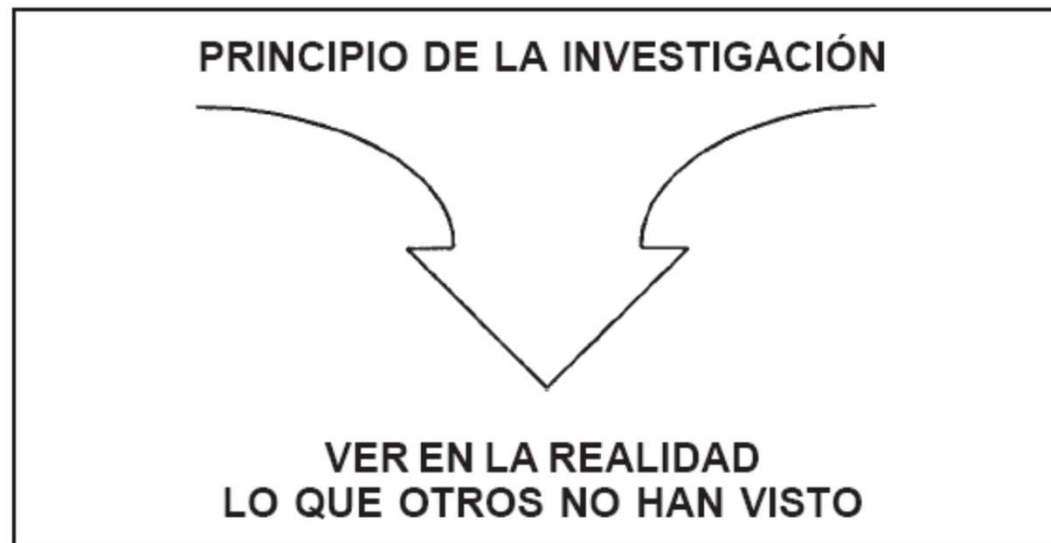 PRINCIPIO DE LA INVESTIGACIÓN
VER EN LA REALIDAD
LO QUE OTROS NO HAN VISTO